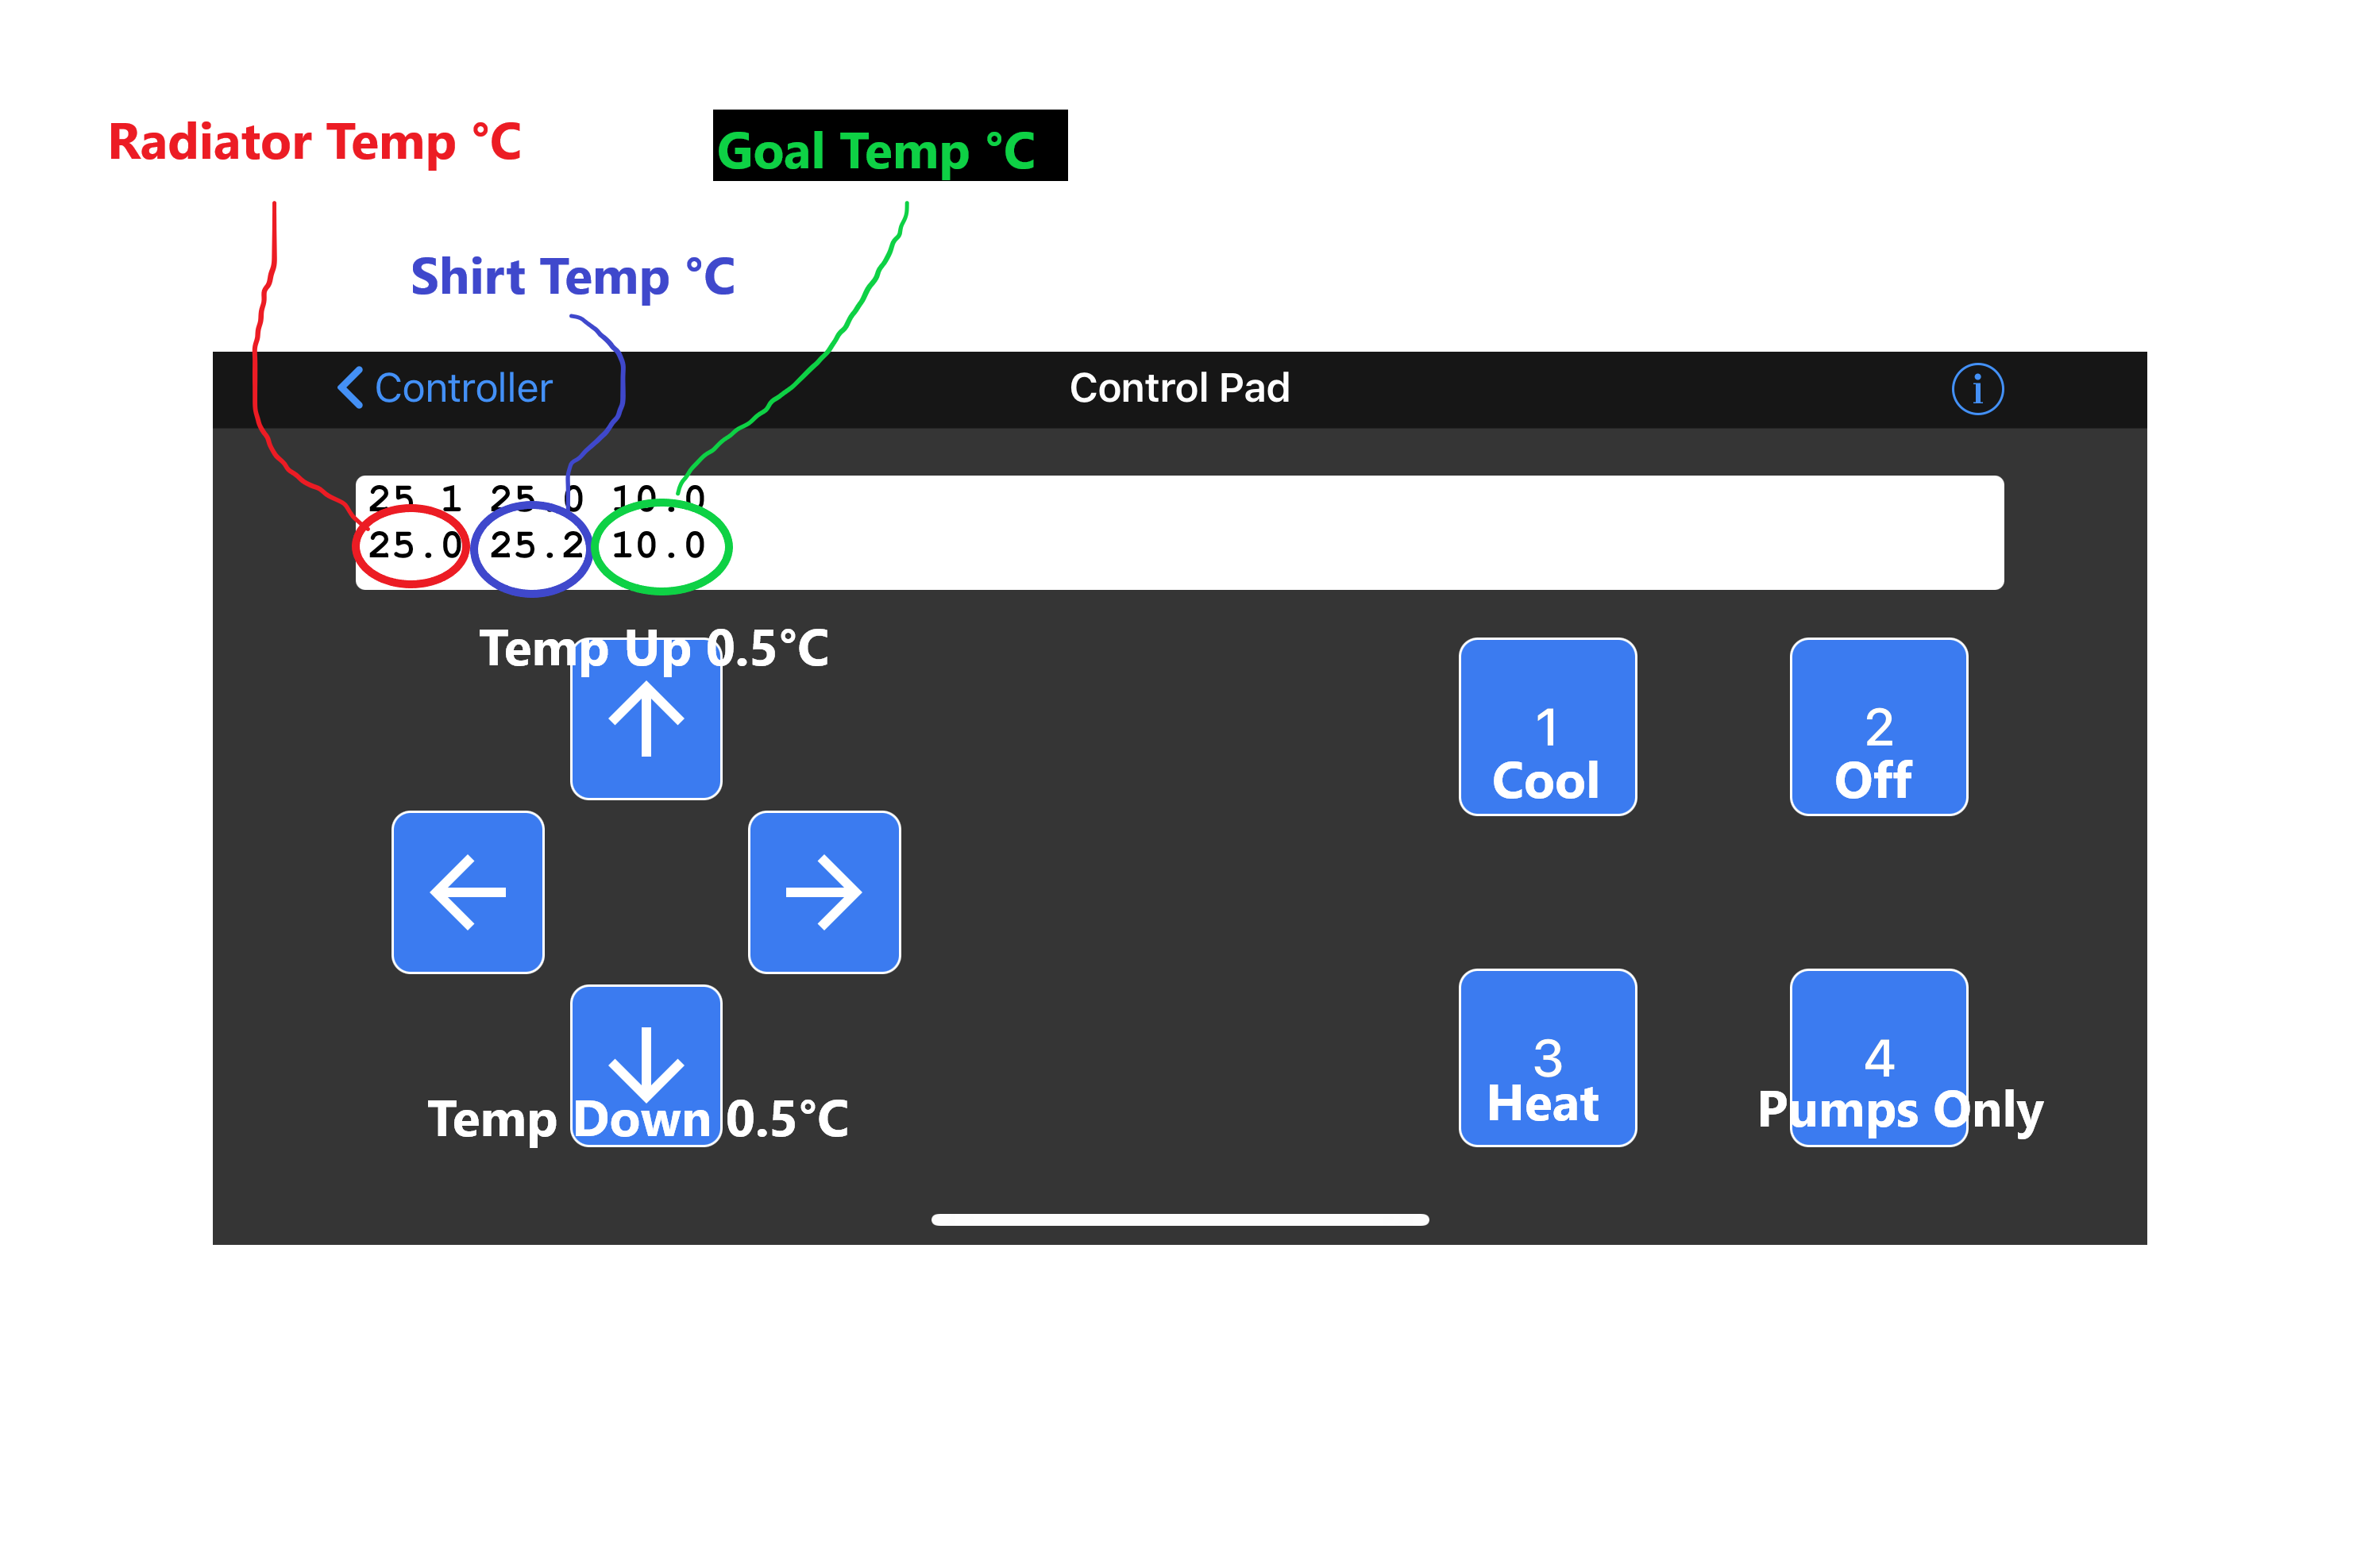 Radiator Temp °C
Goal Temp °C
Shirt Temp °C
Controller
Control Pad
i
25.1 25.0 10.0
25.0 25.2 10.0
Temp Up 0.5°C
1
Cool
2
Off
3
Heat
4
Pumps Only
Temp Down 0.5°C